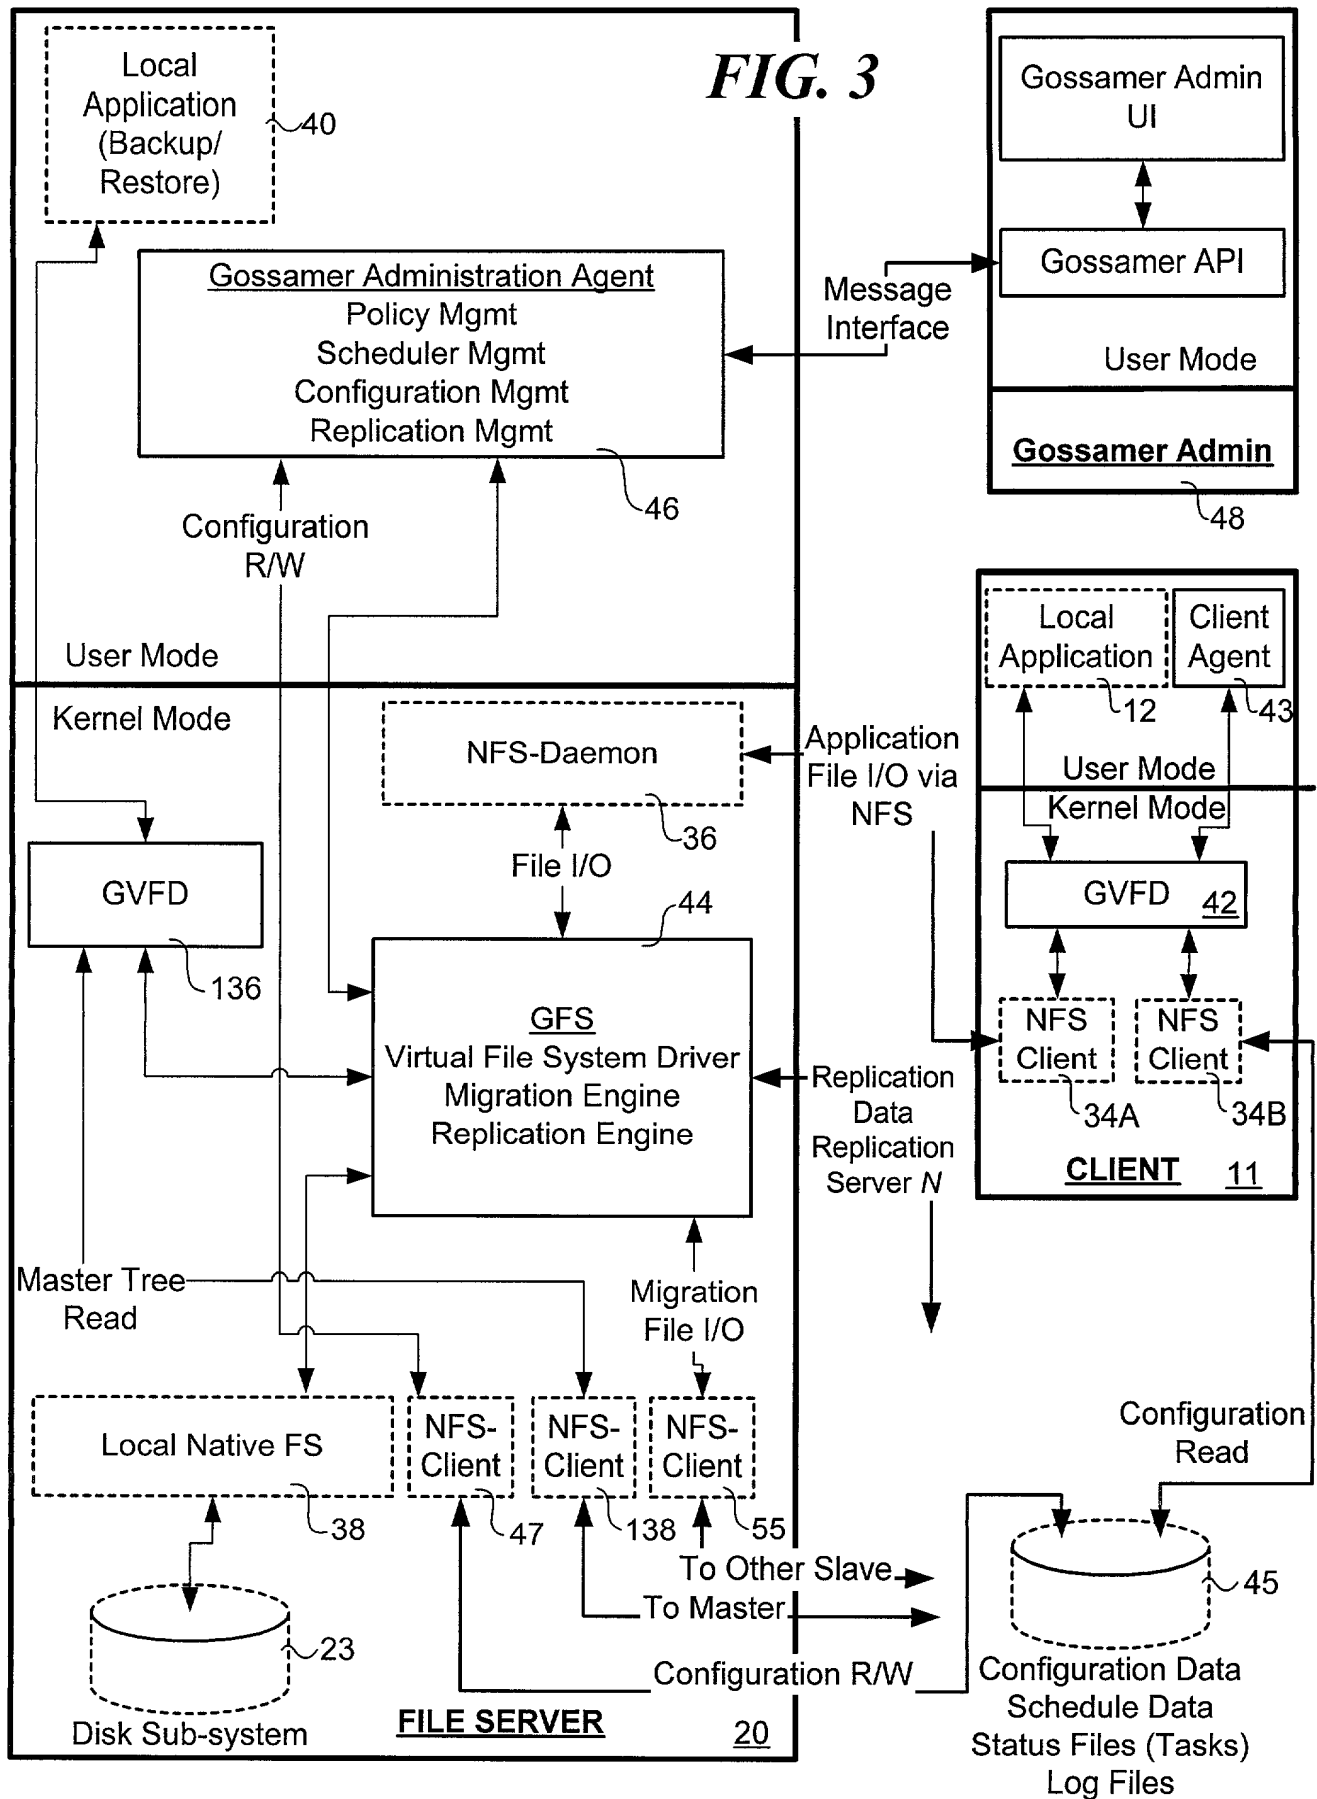 FIG. 3
Local
Application
(Backup/
Restore)
40
Gossamer Administration Agent
Policy Mgmt
Scheduler Mgmt
Configuration Mgmt
Replication Mgmt
46
Message
Interface
Gossamer Admin
UI
Gossamer API
User Mode
Gossamer Admin
48
Configuration
R/W
User Mode
Kernel Mode
NFS-Daemon
36
File I/O
GVFD
136
44
GFS
Virtual File System Driver
Migration Engine
Replication Engine
Application
File I/O via
NFS
Replication
Data
Replication
Server N
Local
Application
12
Client
Agent
43
User Mode
Kernel Mode
GVFD
42
NFS
Client
34A
NFS
Client
34B
CLIENT
11
Master Tree
Read
Migration
File I/O
Local Native FS
38
NFS-
Client
47
NFS-
Client
138
NFS-
Client
55
To Other Slave
To Master
Configuration R/W
23
Disk Sub-system
FILE SERVER
20
Configuration
Read
45
Configuration Data
Schedule Data
Status Files (Tasks)
Log Files